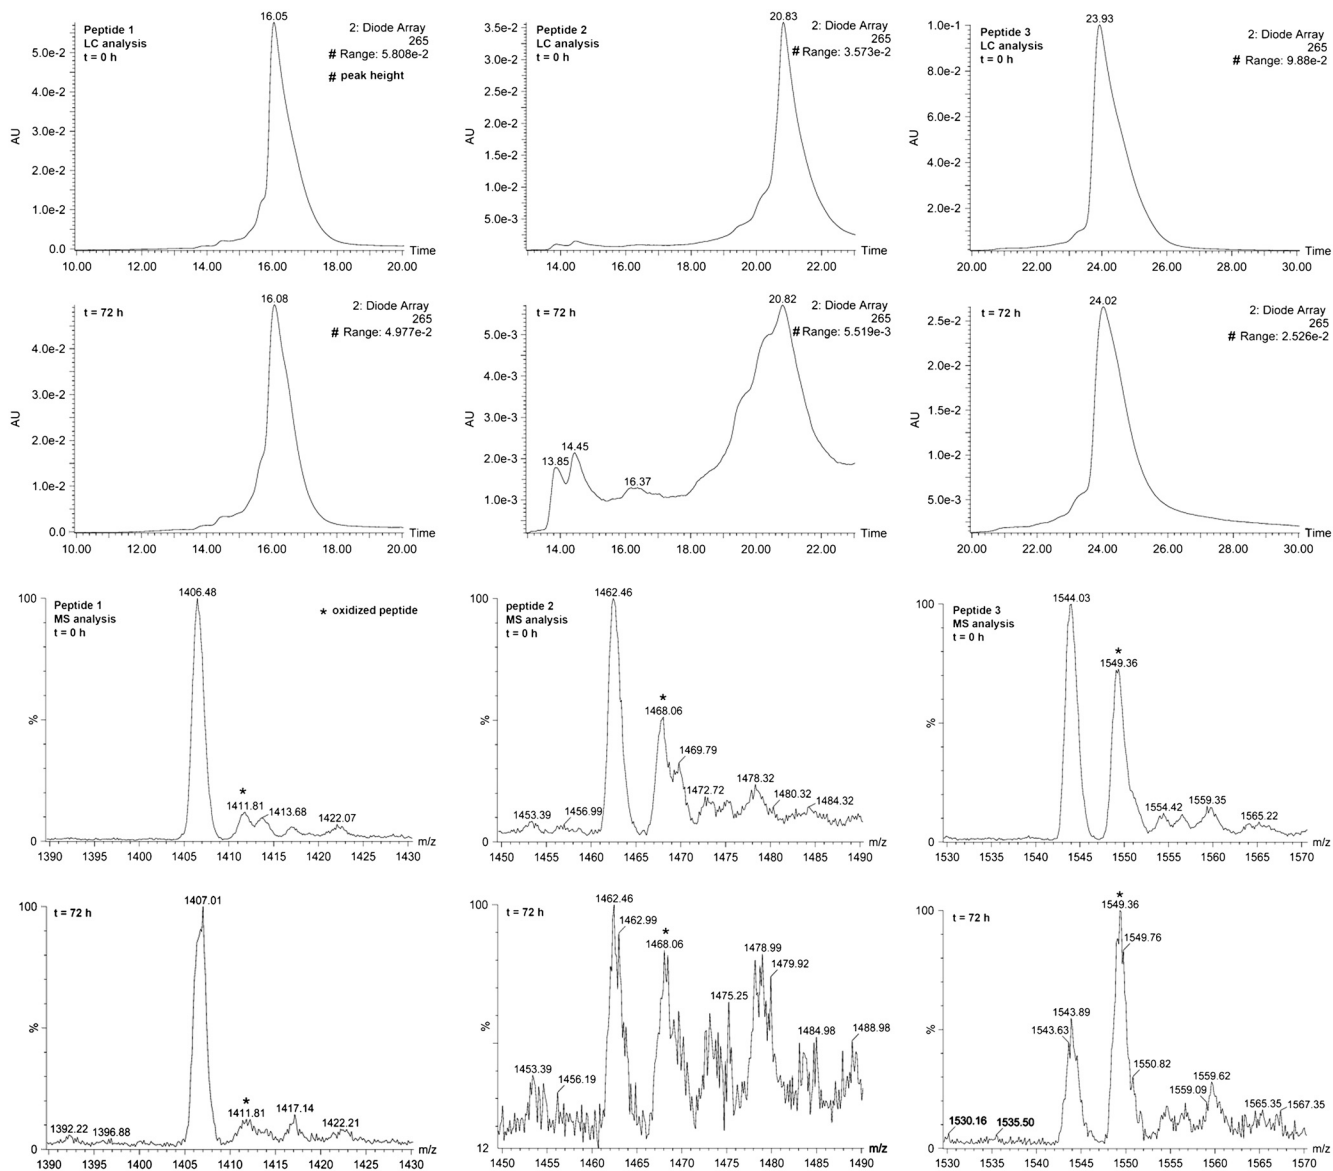 Peptide 1
LC analysis
t = 0 h
16.05
2: Diode Array
265
# Range: 5.808e-2
# peak height
5.0e-2
4.0e-2
3.0e-2
2.0e-2
1.0e-2
0.0
AU
Time
10.00 12.00 14.00 16.00 18.00 20.00
Peptide 2
LC analysis
t = 0 h
20.83
2: Diode Array
265
# Range: 3.573e-2
3.5e-2
3.0e-2
2.5e-2
2.0e-2
1.5e-2
1.0e-2
5.0e-3
AU
Time
14.00 16.00 18.00 20.00 22.00
Peptide 3
LC analysis
t = 0 h
23.93
2: Diode Array
265
# Range: 9.88e-2
1.0e-1
8.0e-2
6.0e-2
4.0e-2
2.0e-2
AU
Time
20.00 22.00 24.00 26.00 28.00 30.00
t = 72 h
16.08
2: Diode Array
265
# Range: 4.977e-2
4.0e-2
3.0e-2
2.0e-2
1.0e-2
0.0
AU
Time
10.00 12.00 14.00 16.00 18.00 20.00
t = 72 h
20.82
2: Diode Array
265
# Range: 5.519e-3
5.0e-3
4.0e-3
3.0e-3
2.0e-3
1.0e-3
AU
13.85
14.45
16.37
Time
14.00 16.00 18.00 20.00 22.00
t = 72 h
24.02
2: Diode Array
265
# Range: 2.526e-2
2.5e-2
2.0e-2
1.5e-2
1.0e-2
5.0e-3
AU
Time
20.00 22.00 24.00 26.00 28.00 30.00
Peptide 1
MS analysis
t = 0 h
1406.48
* oxidized peptide
100
%
0
*
1411.81
1413.68
1422.07
m/z
1390 1395 1400 1405 1410 1415 1420 1425 1430
peptide 2
MS analysis
t = 0 h
1462.46
100
%
0
*
1468.06
1469.79
1453.39
1456.99
1472.72
1478.32
1480.32
1484.32
m/z
1450 1455 1460 1465 1470 1475 1480 1485 1490
Peptide 3
MS analysis
t = 0 h
1544.03
100
%
0
*
1549.36
1554.42
1559.35
1565.22
m/z
1530 1535 1540 1545 1550 1555 1560 1565 1570
t = 72 h
1407.01
100
%
0
1392.22
1396.88
*
1411.81
1417.14
1422.21
m/z
1390 1395 1400 1405 1410 1415 1420 1425 1430
t = 72 h
1462.46
1462.99
100
%
12
*
1468.06
1453.39
1456.19
1475.25
1478.99
1479.92
1484.98
1488.98
m/z
1450 1455 1460 1465 1470 1475 1480 1485 1490
t = 72 h
*
1549.36
1549.76
100
%
0
1543.89
1543.63
1550.82
1530.16
1535.50
1559.62
1559.09
1565.35
1567.35
m/z
1530 1535 1540 1545 1550 1555 1560 1565 1570